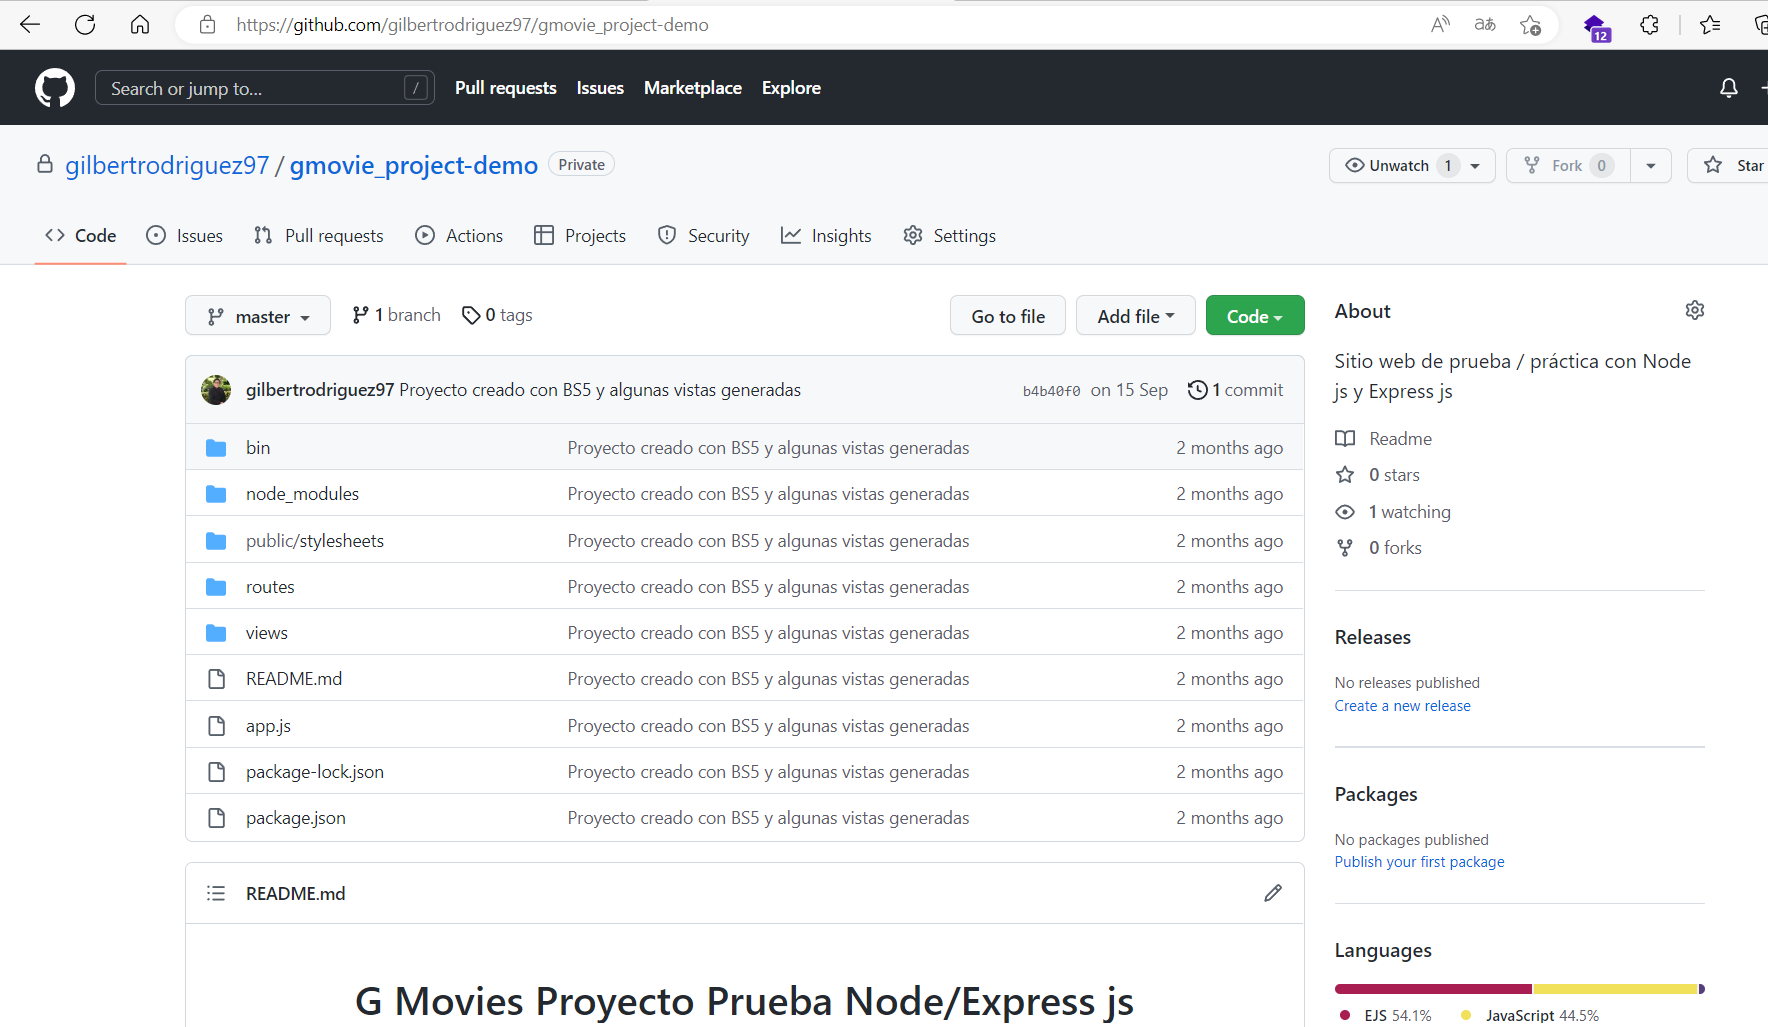 https://github.com/gilbertrodriguez97/gmovie_project-demo
12
Search or jump to... /
Pull requests Issues Marketplace Explore
gilbertrodriguez97 / gmovie_project-demo Private
Unwatch 1 Fork 0 Star
Code Issues Pull requests Actions Projects Security Insights Settings
master 1 branch 0 tags Go to file Add file Code
gilbertrodriguez97 Proyecto creado con BS5 y algunas vistas generadas b4b40f0 on 15 Sep 1 commit
bin Proyecto creado con BS5 y algunas vistas generadas 2 months ago
node_modules Proyecto creado con BS5 y algunas vistas generadas 2 months ago
public/stylesheets Proyecto creado con BS5 y algunas vistas generadas 2 months ago
routes Proyecto creado con BS5 y algunas vistas generadas 2 months ago
views Proyecto creado con BS5 y algunas vistas generadas 2 months ago
README.md Proyecto creado con BS5 y algunas vistas generadas 2 months ago
app.js Proyecto creado con BS5 y algunas vistas generadas 2 months ago
package-lock.json Proyecto creado con BS5 y algunas vistas generadas 2 months ago
package.json Proyecto creado con BS5 y algunas vistas generadas 2 months ago
README.md
G Movies Proyecto Prueba Node/Express js
About
Sitio web de prueba / práctica con Node
js y Express js
Readme
0 stars
1 watching
0 forks
Releases
No releases published
Create a new release
Packages
No packages published
Publish your first package
Languages
EJS 54.1% JavaScript 44.5%